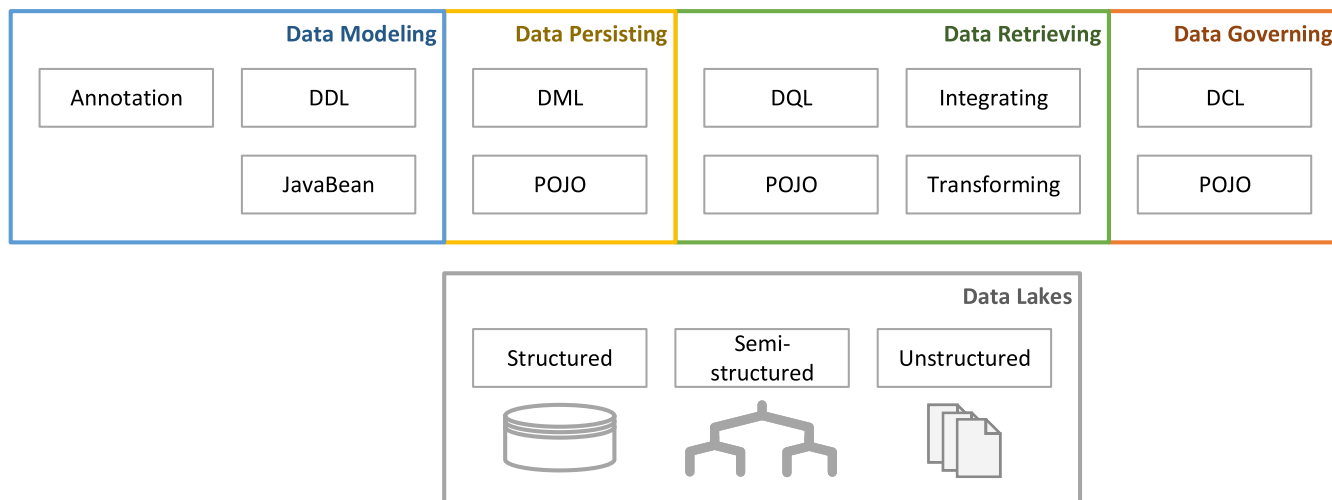 Data Modeling
Annotation
DDL
JavaBean
Data Persisting
DML
POJO
Data Retrieving
DQL
Integrating
POJO
Transforming
Data Governing
DCL
POJO
Data Lakes
Structured
Semi-
structured
Unstructured